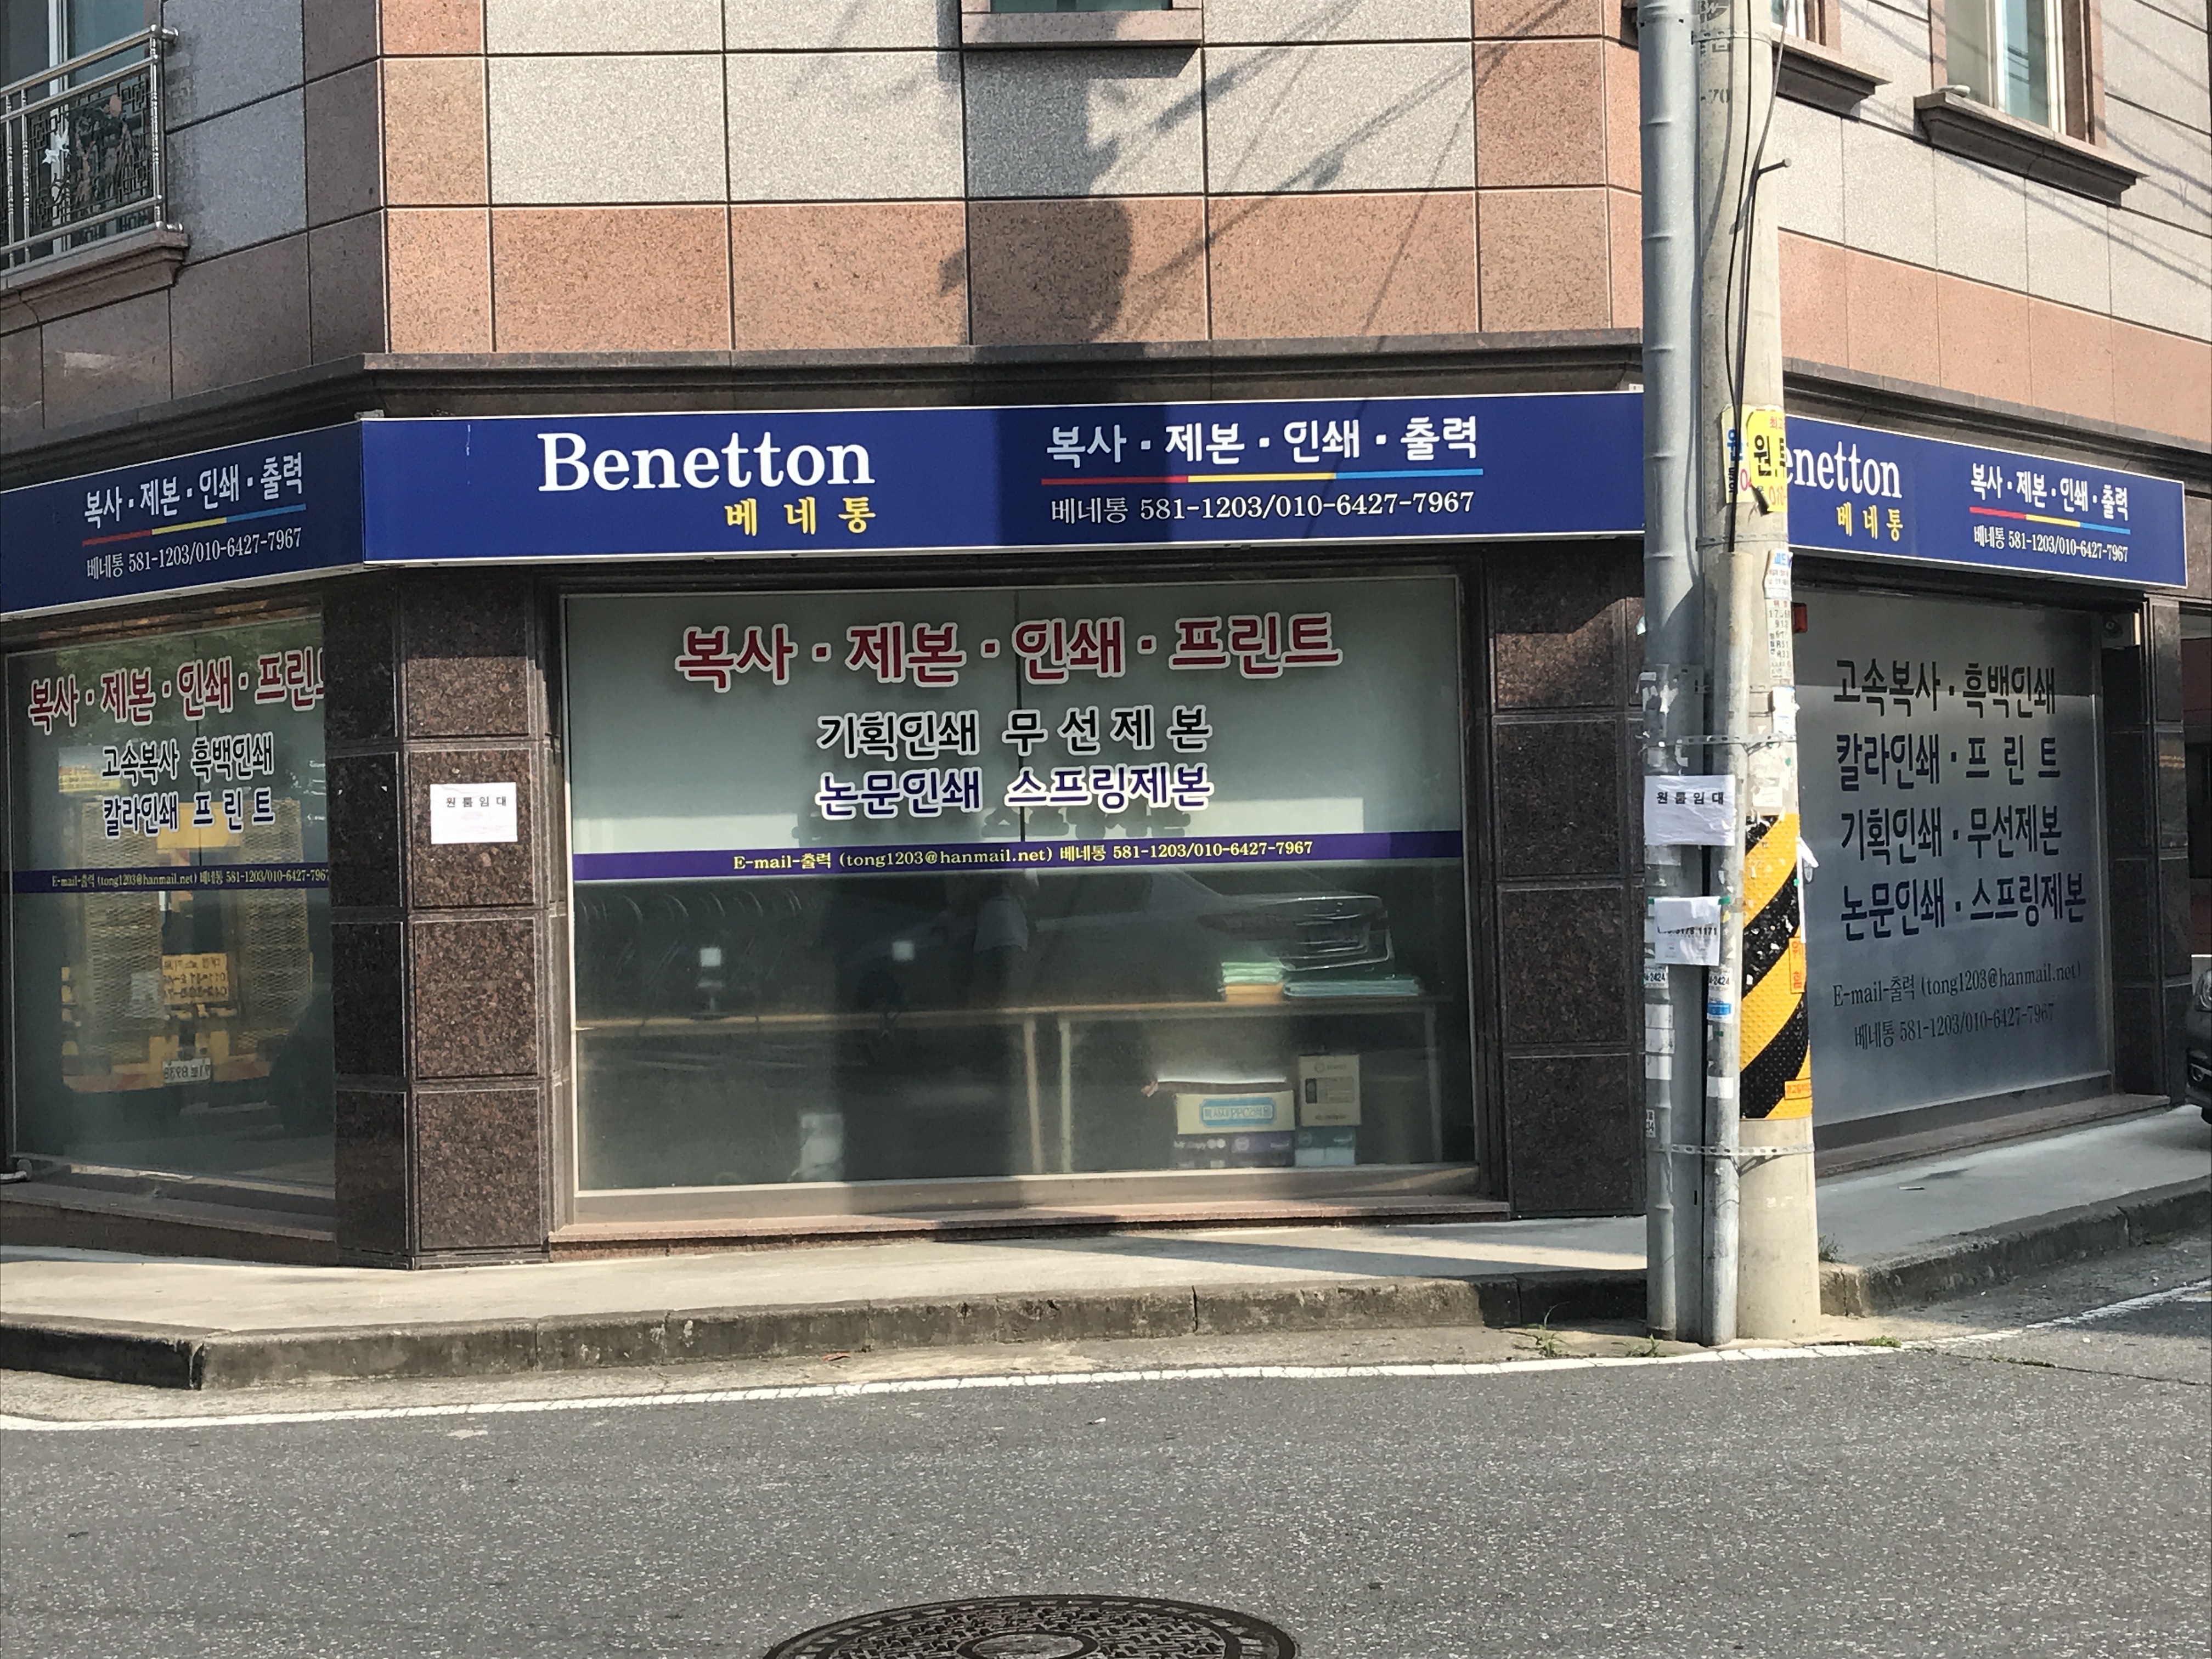 복사 · 제본 · 인쇄 · 출력
베네통 581-1203/010-6427-7967
Benetton
베네통
복사 · 제본 · 인쇄 · 출력
베네통 581-1203/010-6427-7967
enetton
베네통
복사 · 제본 · 인쇄 · 출력
베네통 581-1203/010-6427-7967
복사 · 제본 · 인쇄 · 프린트
고속복사 흑백인쇄
칼라인쇄 프 린 트
E-mail-출력 (tong1203@hanmail.net) 베네통 581-1203/010-6427-7967
원 룸 임 대
복사 · 제본 · 인쇄 · 프린트
기획인쇄 무 선 제 본
논문인쇄 스프링제본
E-mail-출력 (tong1203@hanmail.net) 베네통 581-1203/010-6427-7967
원 룸 임 대
고속복사 · 흑백인쇄
칼라인쇄 · 프 린 트
기획인쇄 · 무선제본
논문인쇄 · 스프링제본
E-mail-출력 (tong1203@hanmail.net)
베네통 581-1203/010-6427-7967